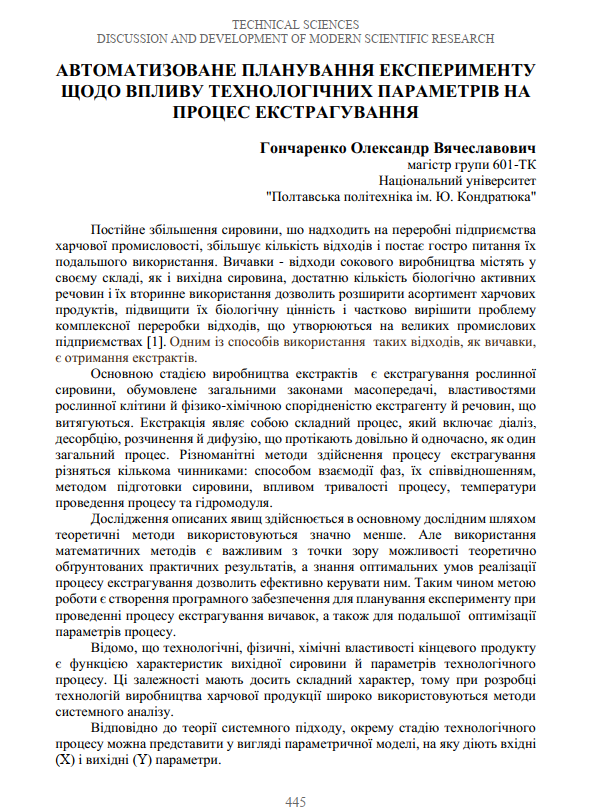 TECHNICAL SCIENCES
DISCUSSION AND DEVELOPMENT OF MODERN SCIENTIFIC RESEARCH
АВТОМАТИЗОВАНЕ ПЛАНУВАННЯ ЕКСПЕРИМЕНТУ
ЩОДО ВПЛИВУ ТЕХНОЛОГІЧНИХ ПАРАМЕТРІВ НА
ПРОЦЕС ЕКСТРАГУВАННЯ
Гончаренко Олександр Вячеславович
магістр групи 601-ТК
Національний університет
"Полтавська політехніка ім. Ю. Кондратюка"
Постійне збільшення сировини, що надходить на переробні підприємства
харчової промисловості, збільшує кількість відходів і постає гостро питання їх
подальшого використання. Вичавки - відходи сокового виробництва містять у
своєму складі, як і вихідна сировина, достатню кількість біологічно активних
речовин і їх вторинне використання дозволить розширити асортимент харчових
продуктів, підвищити їх біологічну цінність і частково вирішити проблему
комплексної переробки відходів, що утворюються на великих промислових
підприємствах [1]. Одним із способів використання таких відходів, як вичавки,
є отримання екстрактів.
Основною стадією виробництва екстрактів є екстрагування рослинної
сировини, обумовлене загальними законами масопередачі, властивостями
рослинної клітини й фізико-хімічною спорідненістю екстрагенту й речовин, що
витягуються. Екстракція являє собою складний процес, який включає діаліз,
десорбцію, розчинення й дифузію, що протікають довільно й одночасно, як один
загальний процес. Різноманітні методи здійснення процесу екстрагування
різняться кількома чинниками: способом взаємодії фаз, їх співвідношенням,
методом підготовки сировини, впливом тривалості процесу, температури
проведення процесу та гідромодуля.
Дослідження описаних явищ здійснюється в основному дослідним шляхом
теоретичні методи використовуються значно менше. Але використання
математичних методів є важливим з точки зору можливості теоретично
обґрунтованих практичних результатів, а знання оптимальних умов реалізації
процесу екстрагування дозволить ефективно керувати ним. Таким чином метою
роботи є створення програмного забезпечення для планування експерименту при
проведенні процесу екстрагування вичавок, а також для подальшої оптимізації
параметрів процесу.
Відомо, що технологічні, фізичні, хімічні властивості кінцевого продукту
є функцією характеристик вихідної сировини й параметрів технологічного
процесу. Ці залежності мають досить складний характер, тому при розробці
технологій виробництва харчової продукції широко використовуються методи
системного аналізу.
Відповідно до теорії системного підходу, окрему стадію технологічного
процесу можна представити у вигляді параметричної моделі, на яку діють вхідні
(X) і вихідні (Y) параметри.
445